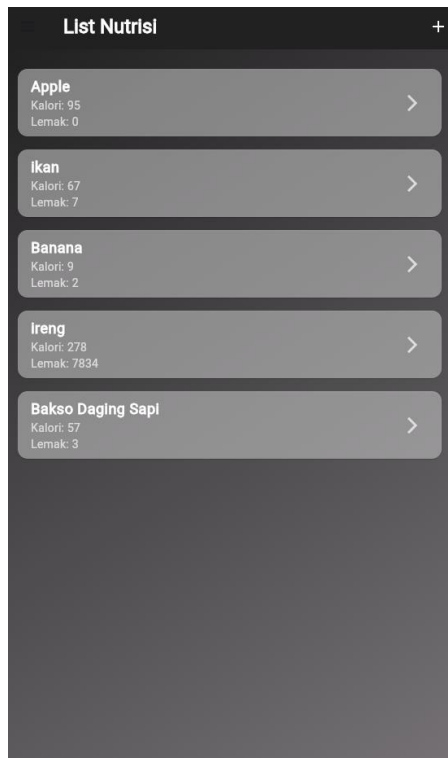 List Nutrisi
Apple
Kalori: 95
Lemak: 0
ikan
Kalori: 67
Lemak: 7
Banana
Kalori: 9
Lemak: 2
ireng
Kalori: 278
Lemak: 7834
Bakso Daging Sapi
Kalori: 57
Lemak: 3